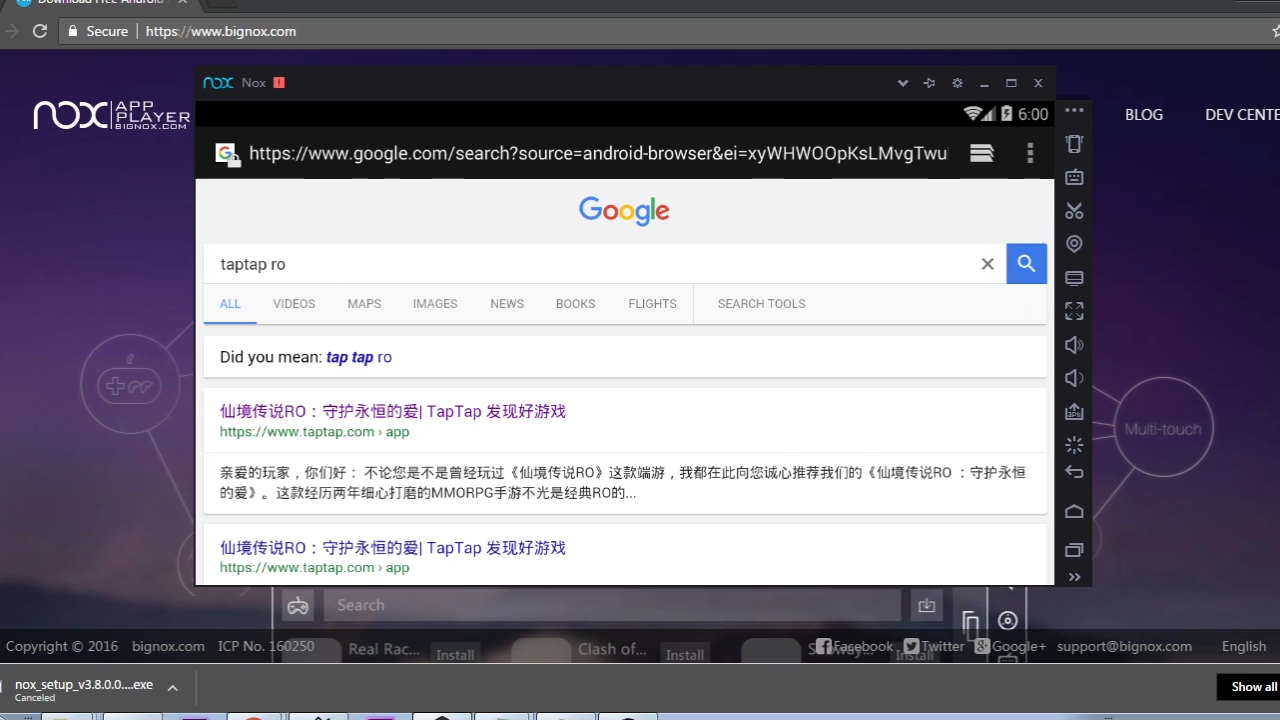 Download Free Android
Secure | https://www.bignox.com
nox APP PLAYER BIGNOX.COM
BLOG
DEV CENTE
nox Nox
6:00
https://www.google.com/search?source=android-browser&ei=xyWHWOOpKsLMvgTwu
Google
taptap ro
ALL VIDEOS MAPS IMAGES NEWS BOOKS FLIGHTS SEARCH TOOLS
Did you mean: tap tap ro
仙境传说RO：守护永恒的爱| TapTap 发现好游戏
https://www.taptap.com › app
亲爱的玩家，你们好： 不论您是不是曾经玩过《仙境传说RO》这款端游，我都在此向您诚心推荐我们的《仙境传说RO ：守护永恒
的爱》。这款经历两年细心打磨的MMORPG手游不光是经典RO的...
仙境传说RO：守护永恒的爱| TapTap 发现好游戏
https://www.taptap.com › app
Multi-touch
Search
Real Rac... Install Clash of... Install Install
Copyright © 2016 bignox.com ICP No. 160250 Facebook Twitter Google+ support@bignox.com English
nox_setup_v3.8.0.0....exe
Canceled
Show all